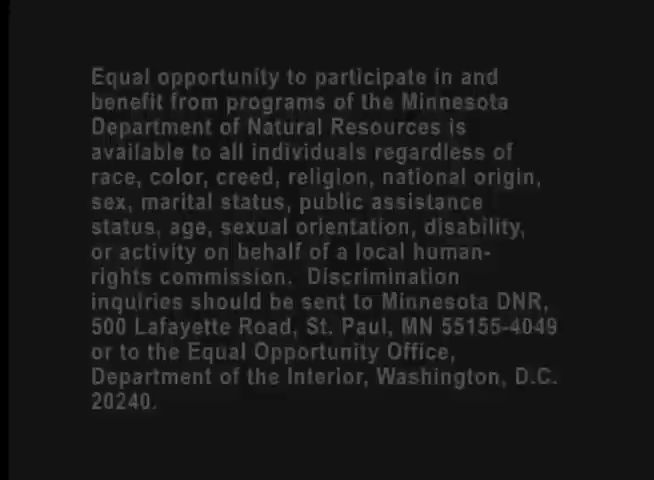 Equal opportunity to participate in and
benefit from programs of the Minnesota
Department of Natural Resources is
available to all individuals regardless of
race, color, creed, religion, national origin,
sex, marital status, public assistance
status, age, sexual orientation, disability,
or activity on behalf of a local human-
rights commission. Discrimination
inquiries should be sent to Minnesota DNR,
500 Lafayette Road, St. Paul, MN 55155-4049
or to the Equal Opportunity Office,
Department of the Interior, Washington, D.C.
20240.